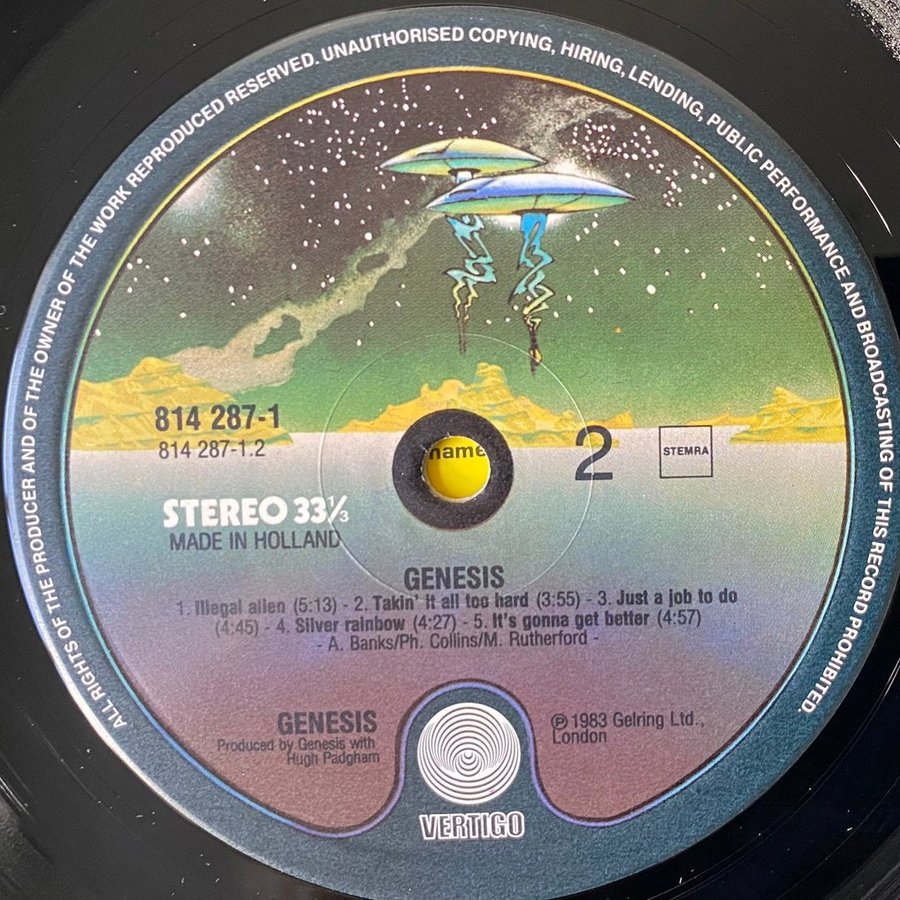 ALL RIGHTS OF THE PRODUCER AND OF THE OWNER OF THE WORK REPRODUCED RESERVED. UNAUTHORISED COPYING, HIRING, LENDING, PUBLIC PERFORMANCE AND BROADCASTING OF THIS RECORD PROHIBITED.
814 287-1
814 287-1.2
name
2
STEMRA
STEREO 33⅓
MADE IN HOLLAND
GENESIS
1. Illegal alien (5:13) - 2. Takin' it all too hard (3:55) - 3. Just a job to do
(4:45) - 4. Silver rainbow (4:27) - 5. It's gonna get better (4:57)
- A. Banks/Ph. Collins/M. Rutherford -
GENESIS
Produced by Genesis with
Hugh Padgham
℗ 1983 Gelring Ltd.,
London
VERTIGO